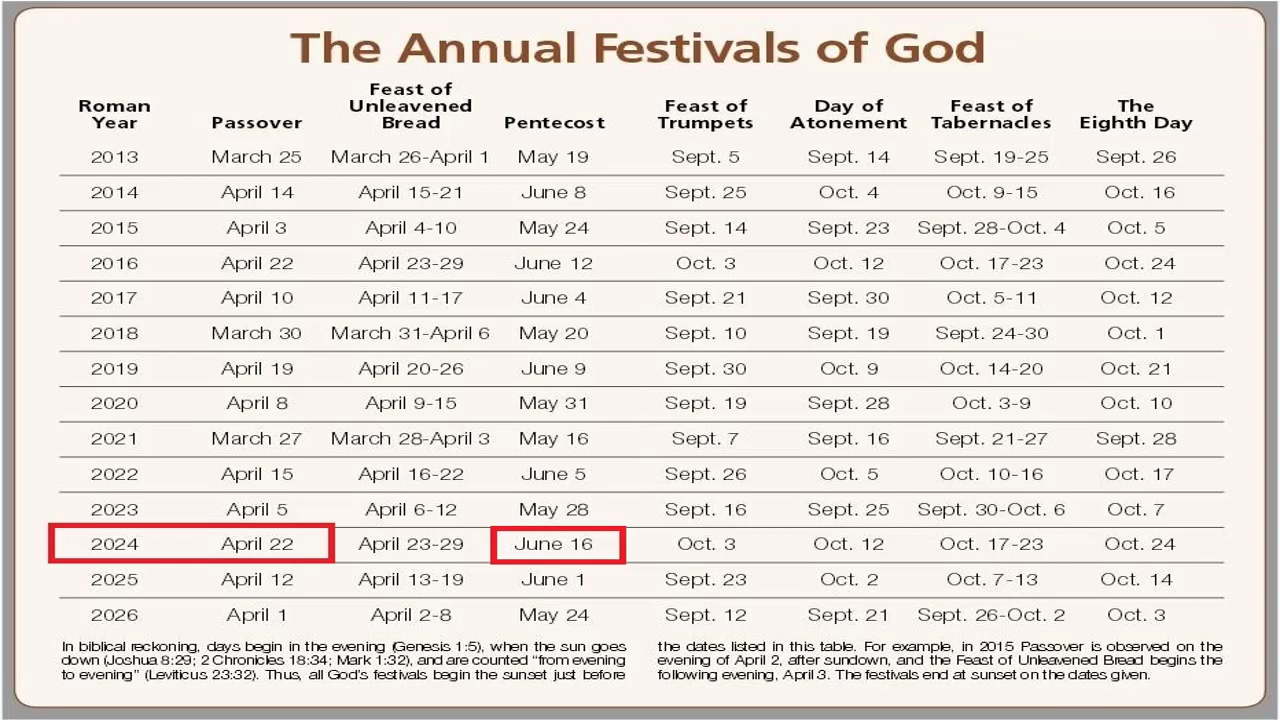 The Annual Festivals of God
Roman Year Passover Feast of Unleavened Bread Pentecost Feast of Trumpets Day of Atonement Feast of Tabernacles The Eighth Day
2013 March 25 March 26-April 1 May 19 Sept. 5 Sept. 14 Sept. 19-25 Sept. 26
2014 April 14 April 15-21 June 8 Sept. 25 Oct. 4 Oct. 9-15 Oct. 16
2015 April 3 April 4-10 May 24 Sept. 14 Sept. 23 Sept. 28-Oct. 4 Oct. 5
2016 April 22 April 23-29 June 12 Oct. 3 Oct. 12 Oct. 17-23 Oct. 24
2017 April 10 April 11-17 June 4 Sept. 21 Sept. 30 Oct. 5-11 Oct. 12
2018 March 30 March 31-April 6 May 20 Sept. 10 Sept. 19 Sept. 24-30 Oct. 1
2019 April 19 April 20-26 June 9 Sept. 30 Oct. 9 Oct. 14-20 Oct. 21
2020 April 8 April 9-15 May 31 Sept. 19 Sept. 28 Oct. 3-9 Oct. 10
2021 March 27 March 28-April 3 May 16 Sept. 7 Sept. 16 Sept. 21-27 Sept. 28
2022 April 15 April 16-22 June 5 Sept. 26 Oct. 5 Oct. 10-16 Oct. 17
2023 April 5 April 6-12 May 28 Sept. 16 Sept. 25 Sept. 30-Oct. 6 Oct. 7
2024 April 22 April 23-29 June 16 Oct. 3 Oct. 12 Oct. 17-23 Oct. 24
2025 April 12 April 13-19 June 1 Sept. 23 Oct. 2 Oct. 7-13 Oct. 14
2026 April 1 April 2-8 May 24 Sept. 12 Sept. 21 Sept. 26-Oct. 2 Oct. 3
In biblical reckoning, days begin in the evening (Genesis 1:5), when the sun goes
down (Joshua 8:29; 2 Chronicles 18:34; Mark 1:32), and are counted “from evening
to evening” (Leviticus 23:32). Thus, all God's festivals begin the sunset just before
the dates listed in this table. For example, in 2015 Passover is observed on the
evening of April 2, after sundown, and the Feast of Unleavened Bread begins the
following evening, April 3. The festivals end at sunset on the dates given.